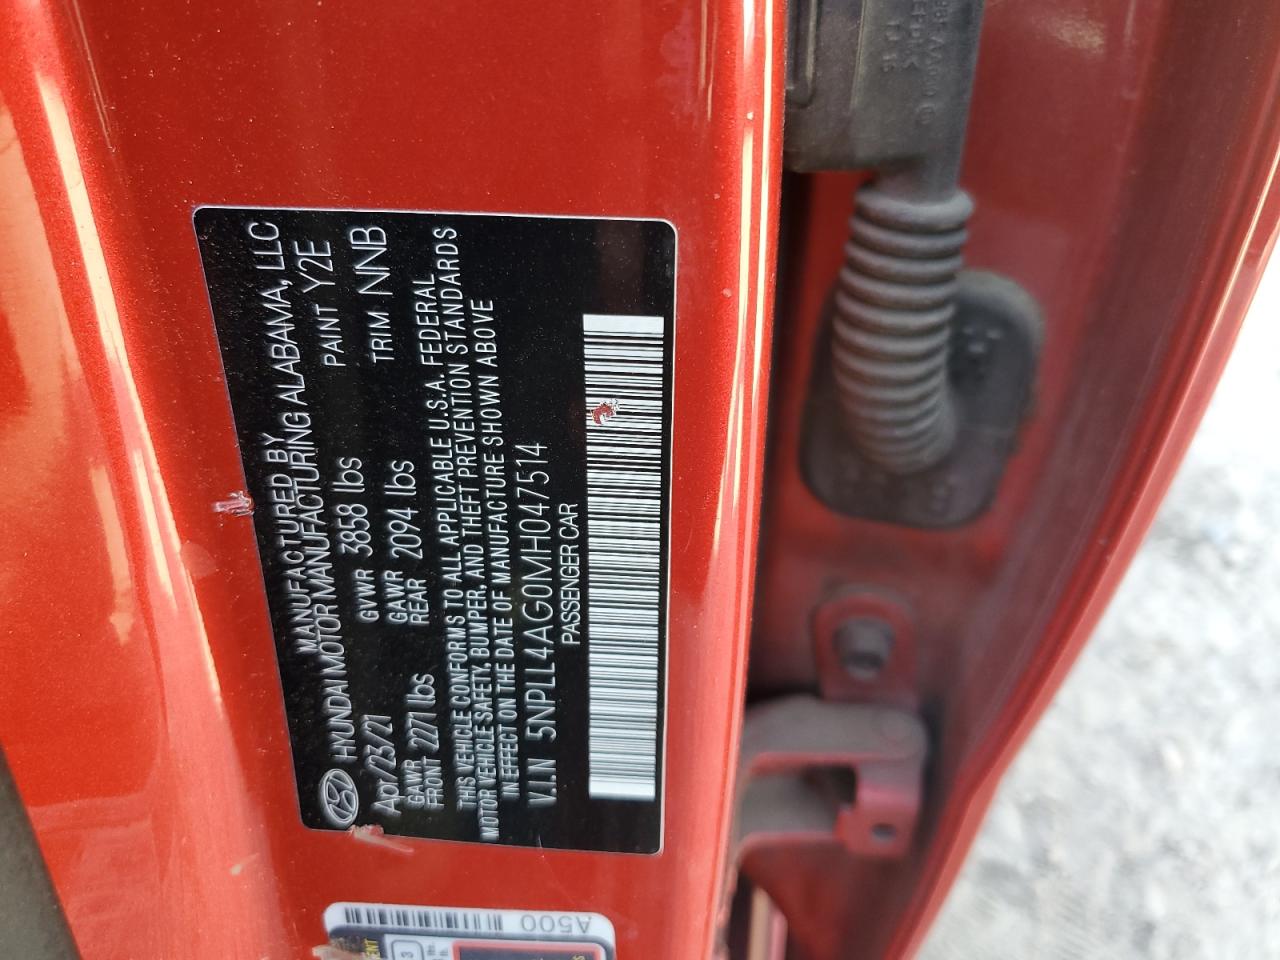 MANUFACTURED BY
HYUNDAI MOTOR MANUFACTURING ALABAMA, LLC
Apr/23/21 GVWR 3858 lbs PAINT Y2E
GAWR FRONT 2271 lbs GAWR REAR 2094 lbs TRIM NNB
THIS VEHICLE CONFORMS TO ALL APPLICABLE U.S.A. FEDERAL
MOTOR VEHICLE SAFETY, BUMPER, AND THEFT PREVENTION STANDARDS
IN EFFECT ON THE DATE OF MANUFACTURE SHOWN ABOVE
V.I.N 5NPLL4AG0MH047514
PASSENGER CAR
A500
3